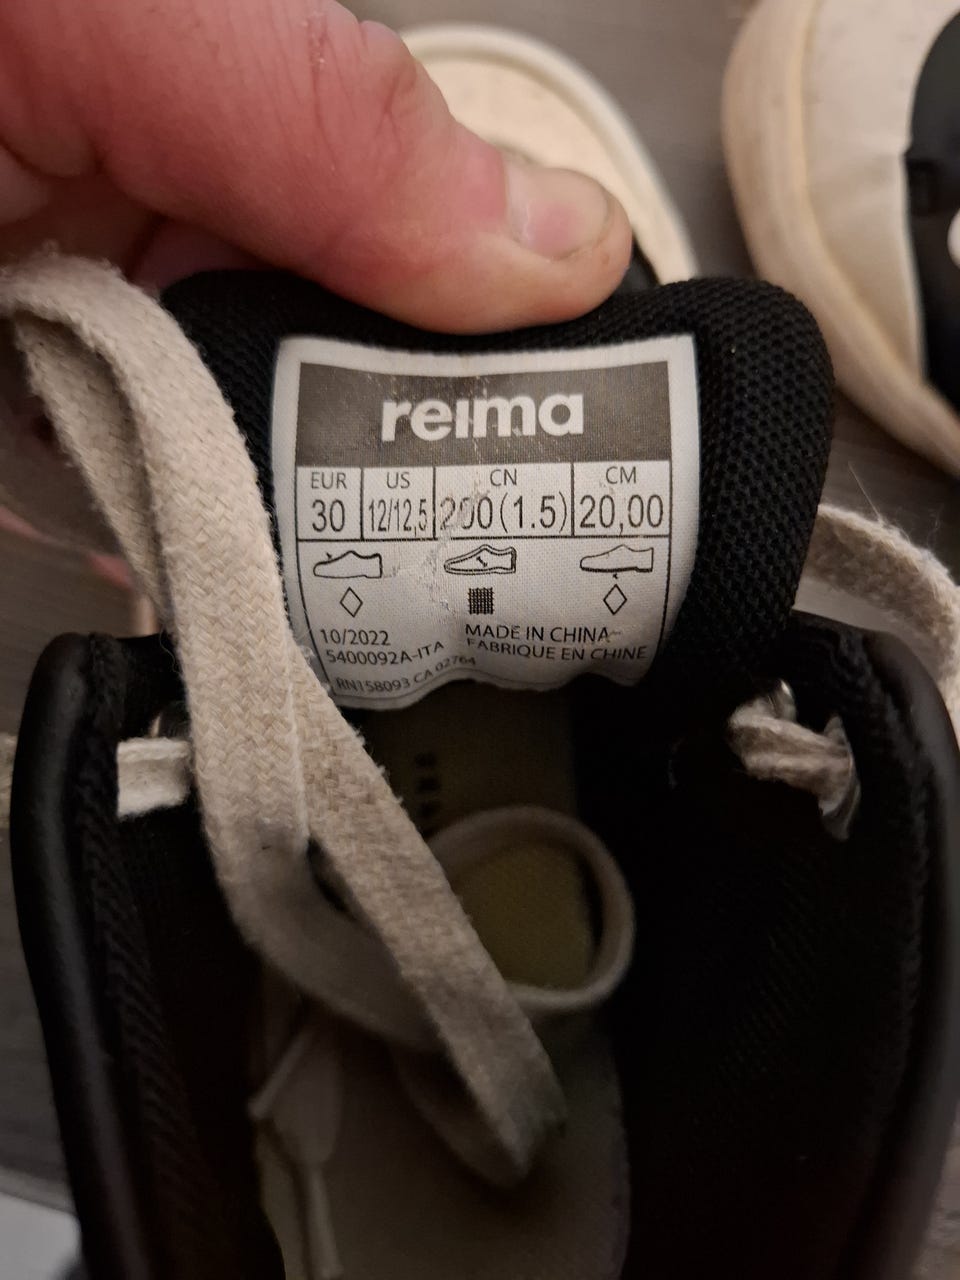 reima
EUR US CN CM
30 12/12,5 200(1.5) 20,00
10/2022
5400092A-ITA
RN158093 CA 02764
MADE IN CHINA
FABRIQUE EN CHINE